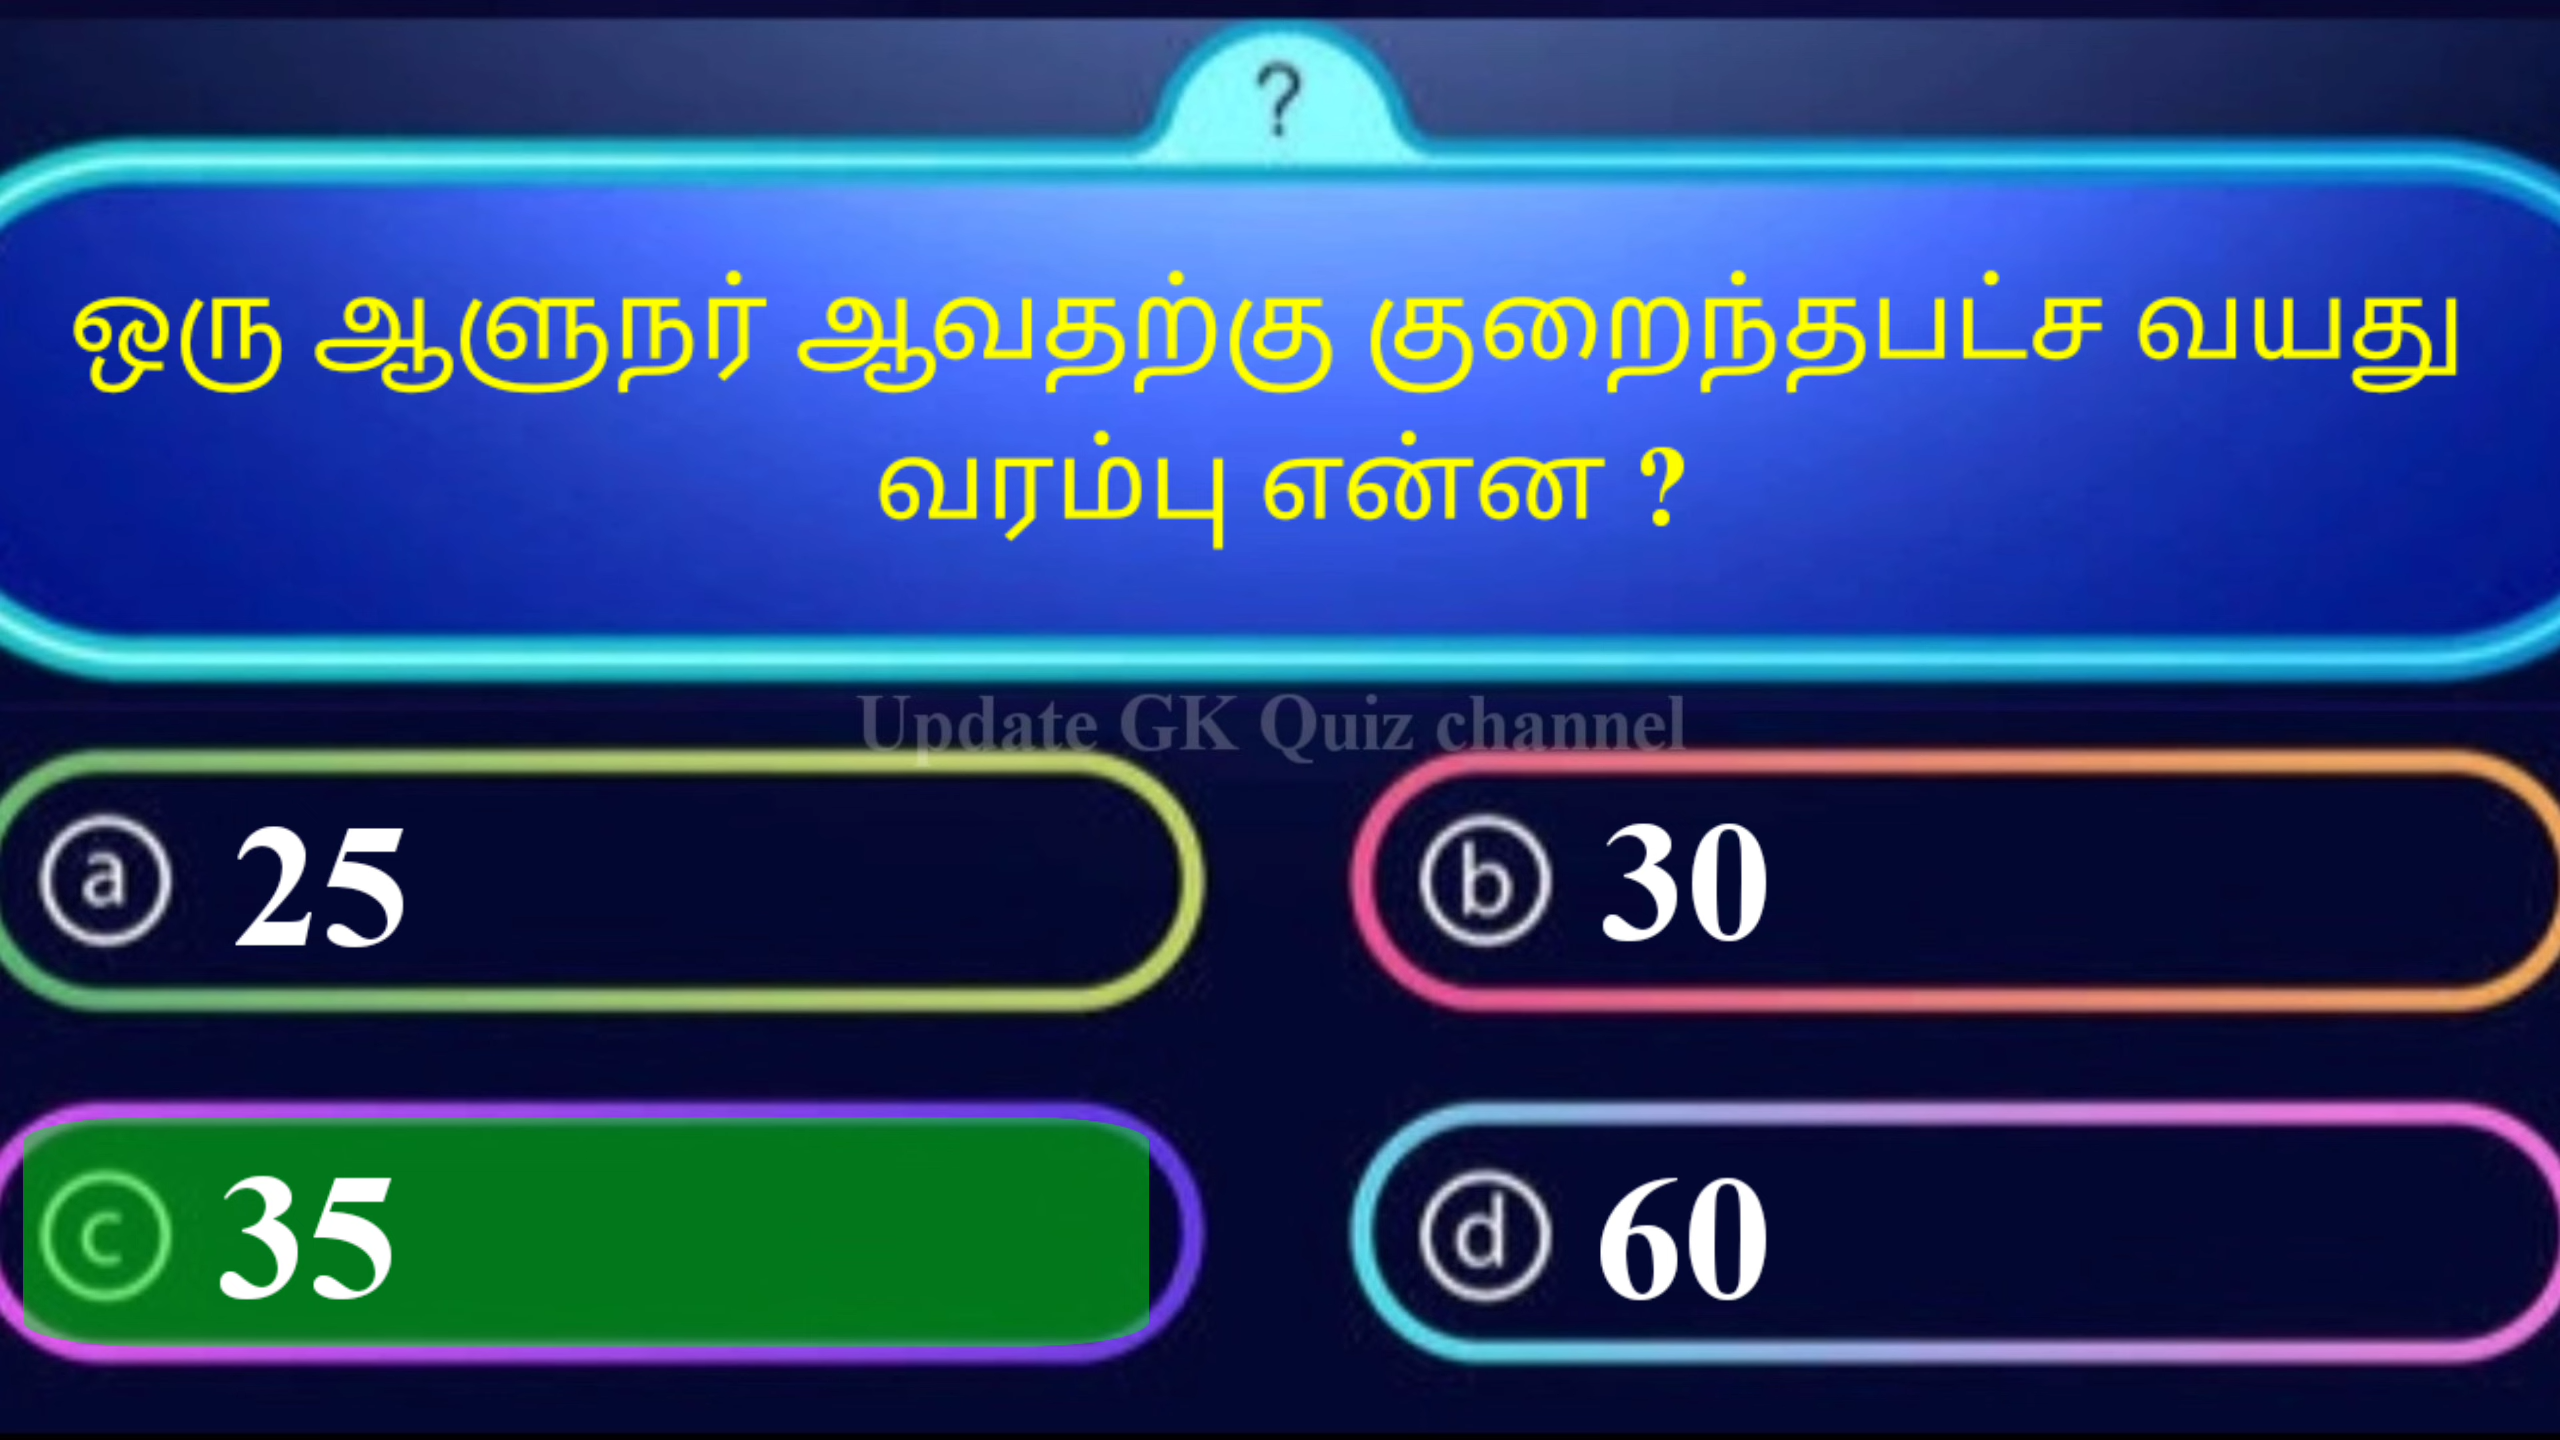 ?
ஒரு ஆளுநர் ஆவதற்கு குறைந்தபட்ச வயது
வரம்பு என்ன ?
Update GK Quiz channel
a 25
b 30
c 35
d 60